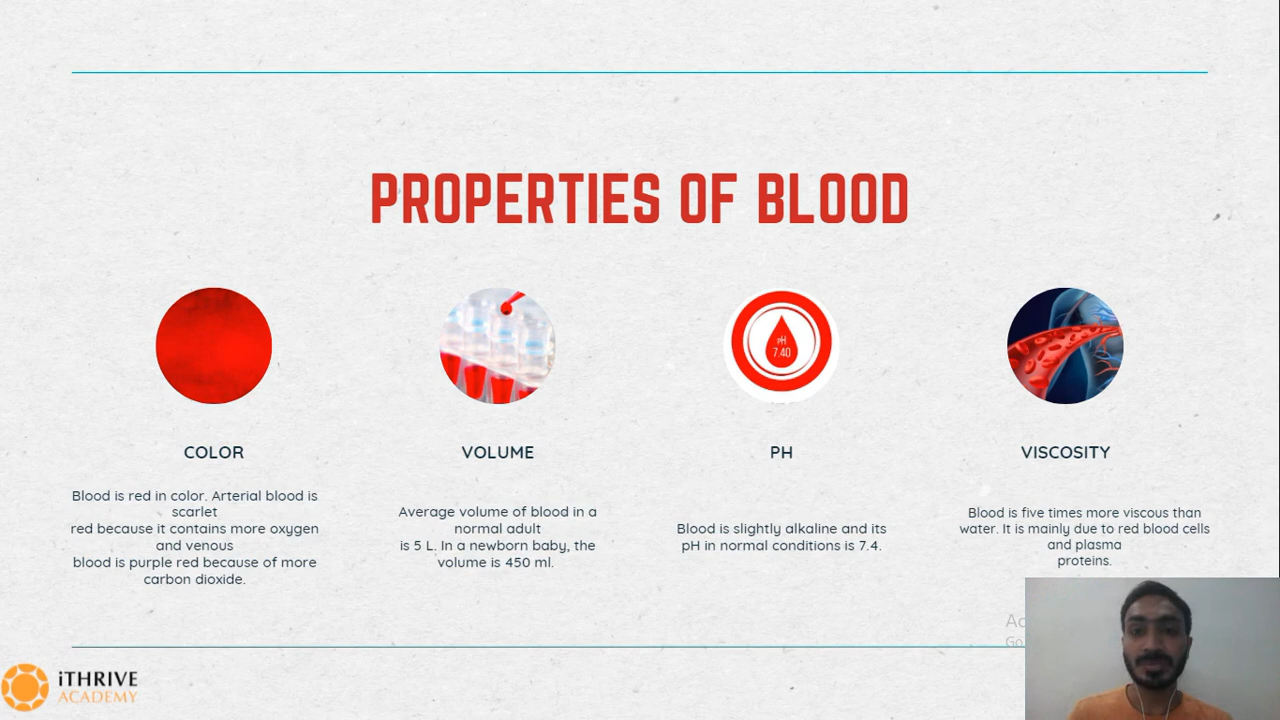 PROPERTIES OF BLOOD
pH
7.40
COLOR
Blood is red in color. Arterial blood is
scarlet
red because it contains more oxygen
and venous
blood is purple red because of more
carbon dioxide.
VOLUME
Average volume of blood in a
normal adult
is 5 L. In a newborn baby, the
volume is 450 ml.
PH
Blood is slightly alkaline and its
pH in normal conditions is 7.4.
VISCOSITY
Blood is five times more viscous than
water. It is mainly due to red blood cells
and plasma
proteins.
Go
iTHRIVE
ACADEMY